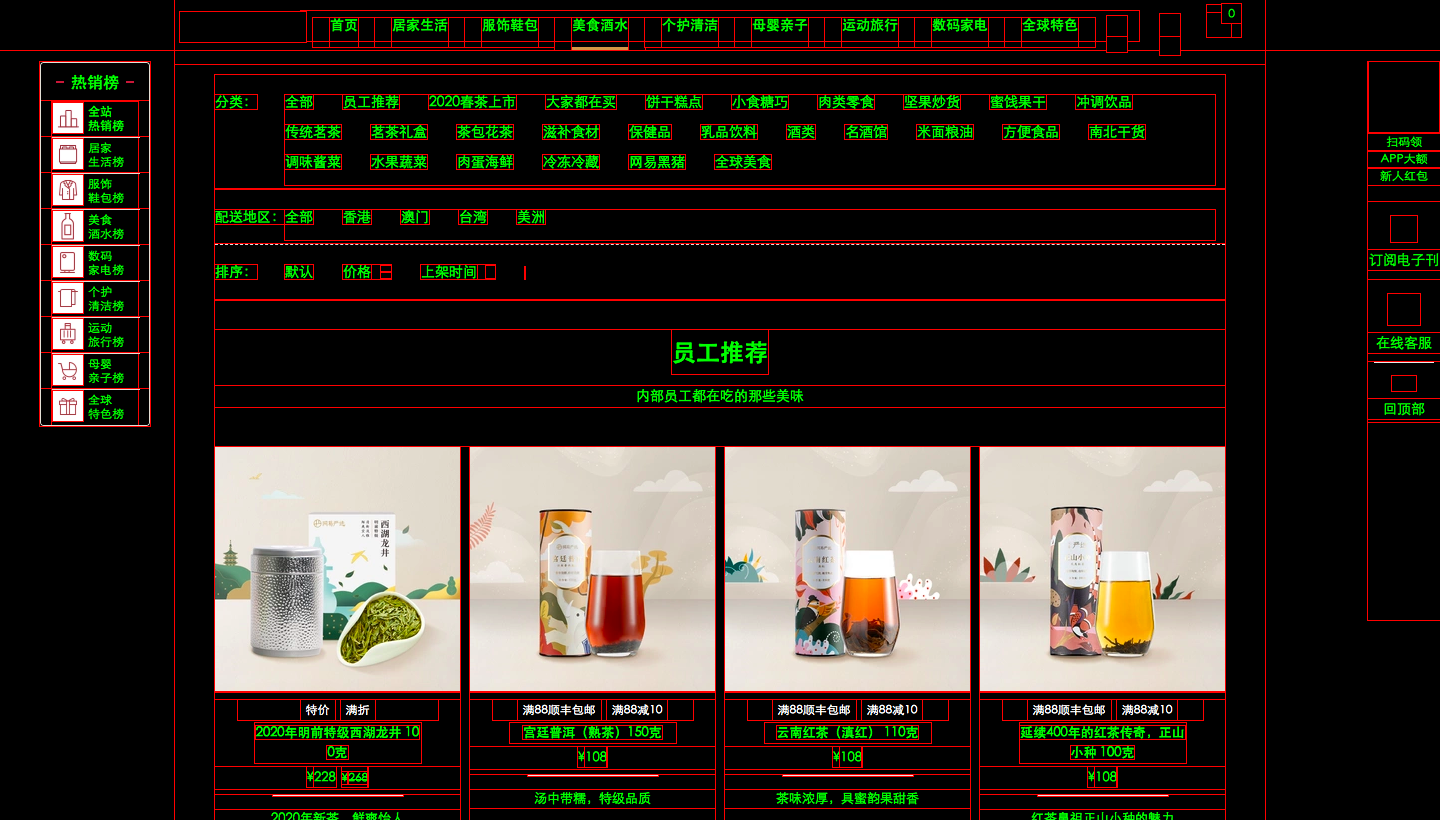 首页 居家生活 服饰鞋包 美食酒水 个护清洁 母婴亲子 运动旅行 数码家电 全球特色
0
热销榜
全站
热销榜
居家
生活榜
服饰
鞋包榜
美食
酒水榜
数码
家电榜
个护
清洁榜
运动
旅行榜
母婴
亲子榜
全球
特色榜
分类： 全部 员工推荐 2020春茶上市 大家都在买 饼干糕点 小食糖巧 肉类零食 坚果炒货 蜜饯果干 冲调饮品
传统茗茶 茗茶礼盒 茶包花茶 滋补食材 保健品 乳品饮料 酒类 名酒馆 米面粮油 方便食品 南北干货
调味酱菜 水果蔬菜 肉蛋海鲜 冷冻冷藏 网易黑猪 全球美食
配送地区： 全部 香港 澳门 台湾 美洲
排序： 默认 价格 上架时间
员工推荐
内部员工都在吃的那些美味
西湖龙井
特价 满折
2020年明前特级西湖龙井 10
0克
¥228 ¥268
2020年新茶，鲜爽怡人
满88顺丰包邮 满88减10
宫廷普洱（熟茶）150克
¥108
汤中带糯，特级品质
满88顺丰包邮 满88减10
云南红茶（滇红） 110克
¥108
茶味浓厚，具蜜韵果甜香
满88顺丰包邮 满88减10
延续400年的红茶传奇，正山
小种 100克
¥108
红茶鼻祖正山小种的魅力
扫码领
APP大额
新人红包
订阅电子刊
在线客服
回顶部